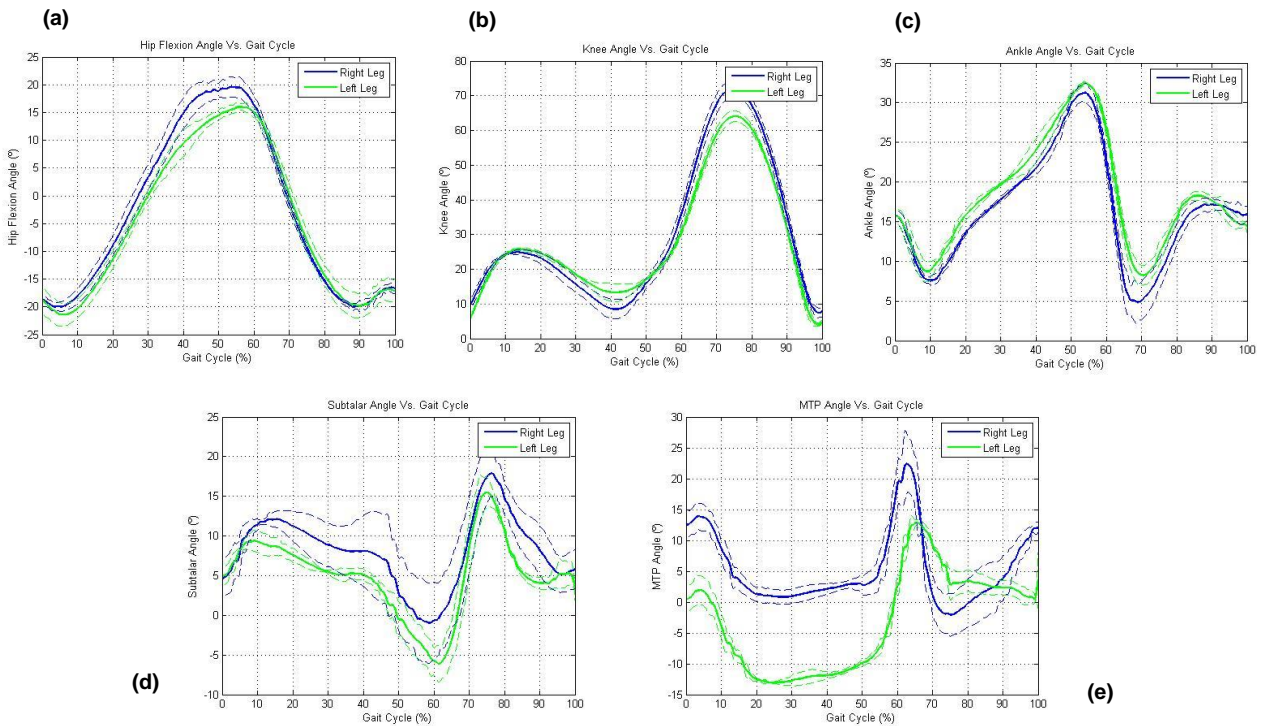 (a)
Hip Flexion Angle Vs. Gait Cycle
25
20
15
10
5
0
-5
-10
-15
-20
-25
Hip Flexion Angle (º)
Right Leg
Left Leg
0 10 20 30 40 50 60 70 80 90 100
Gait Cycle (%)
(b)
Knee Angle Vs. Gait Cycle
80
70
60
50
40
30
20
10
0
Knee Angle (º)
Right Leg
Left Leg
0 10 20 30 40 50 60 70 80 90 100
Gait Cycle (%)
(c)
Ankle Angle Vs. Gait Cycle
35
30
25
20
15
10
5
0
Ankle Angle (º)
Right Leg
Left Leg
0 10 20 30 40 50 60 70 80 90 100
Gait Cycle (%)
Subtalar Angle Vs. Gait Cycle
20
15
10
5
0
-5
-10
Subtalar Angle (º)
Right Leg
Left Leg
0 10 20 30 40 50 60 70 80 90 100
Gait Cycle (%)
(d)
MTP Angle Vs. Gait Cycle
30
25
20
15
10
5
0
-5
-10
-15
MTP Angle (º)
Right Leg
Left Leg
0 10 20 30 40 50 60 70 80 90 100
Gait Cycle (%)
(e)